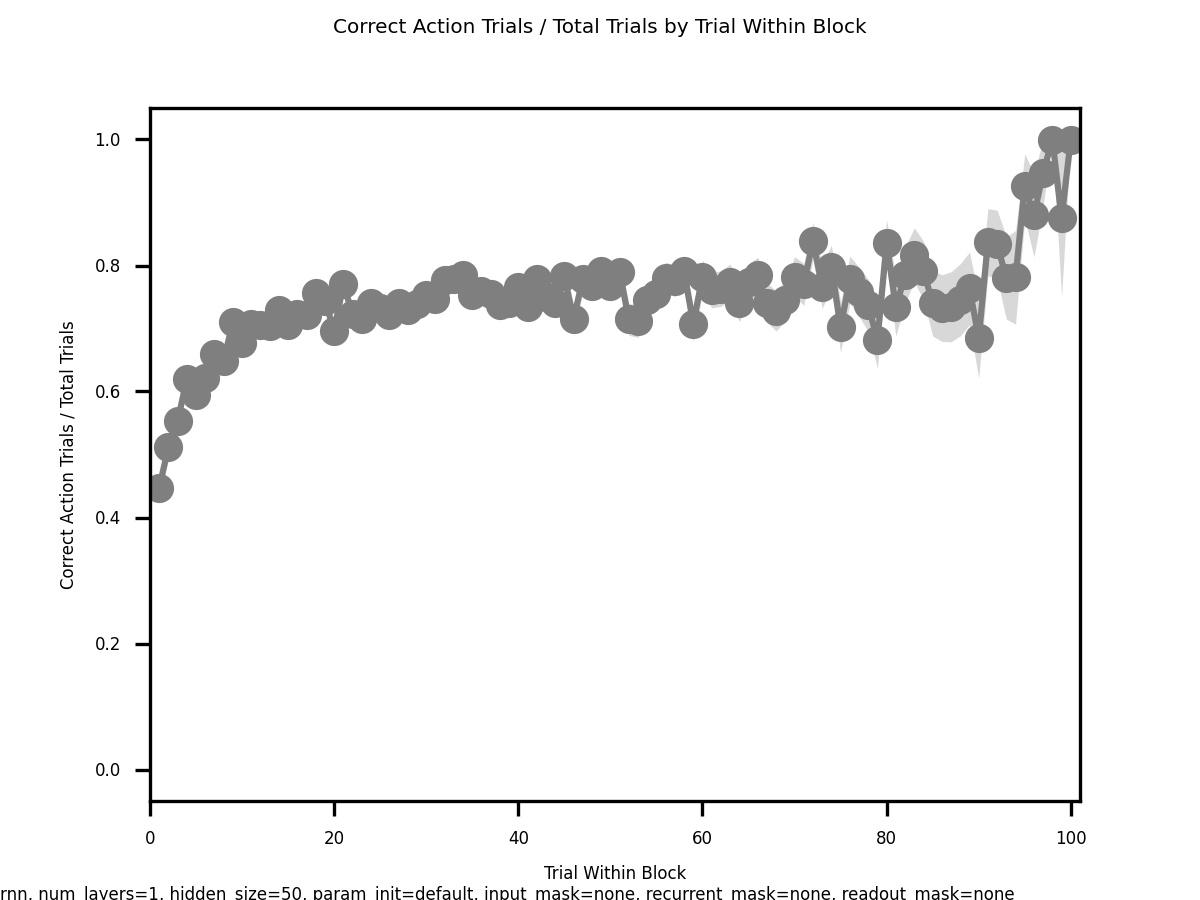 Correct Action Trials / Total Trials by Trial Within Block
Correct Action Trials / Total Trials
1.0
0.8
0.6
0.4
0.2
0.0
0 20 40 60 80 100
Trial Within Block
rnn, num_layers=1, hidden_size=50, param_init=default, input_mask=none, recurrent_mask=none, readout_mask=none